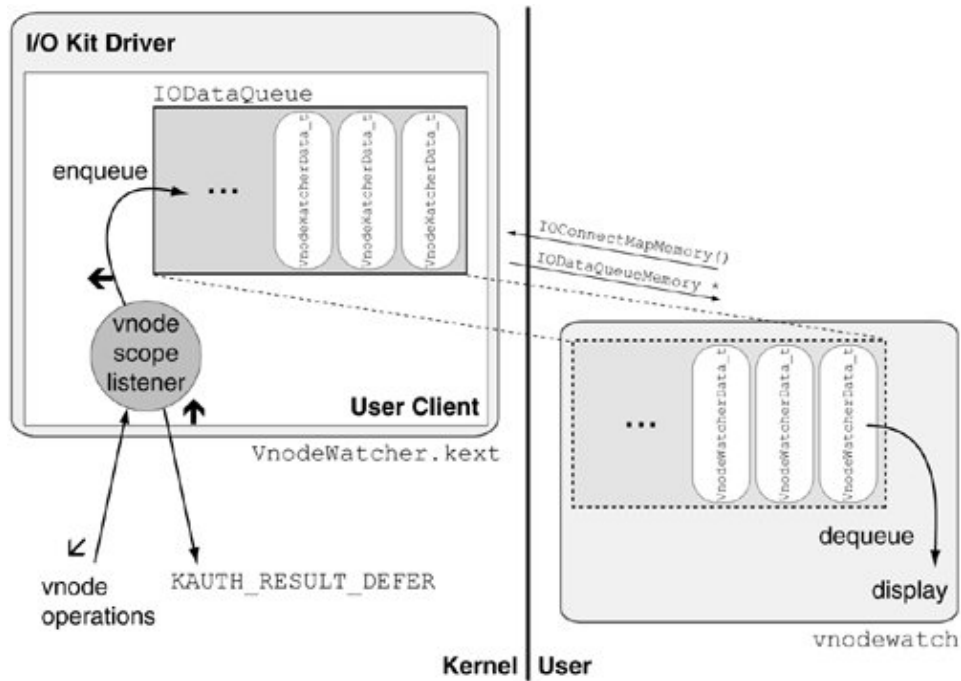 I/O Kit Driver
IODataQueue
enqueue
...
VnodeWatcherData_t
VnodeWatcherData_t
VnodeWatcherData_t
IOConnectMapMemory()
IODataQueueMemory *
vnode
scope
listener
User Client
VnodeWatcher.kext
...
VnodeWatcherData_t
VnodeWatcherData_t
VnodeWatcherData_t
dequeue
display
vnodewatch
vnode
operations
KAUTH_RESULT_DEFER
Kernel
User